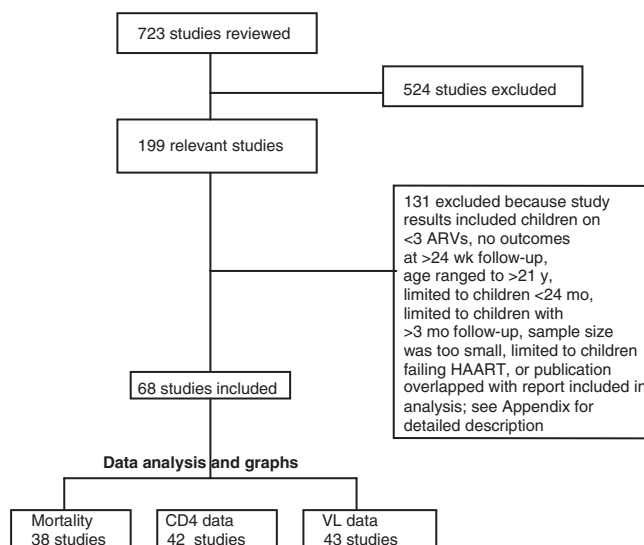 723 studies reviewed
524 studies excluded
199 relevant studies
131 excluded because study
results included children on
<3 ARVs, no outcomes
at >24 wk follow-up,
age ranged to >21 y,
limited to children <24 mo,
limited to children with
>3 mo follow-up, sample size
was too small, limited to children
failing HAART, or publication
overlapped with report included in
analysis; see Appendix for
detailed description
68 studies included
Data analysis and graphs
Mortality
38 studies
CD4 data
42 studies
VL data
43 studies